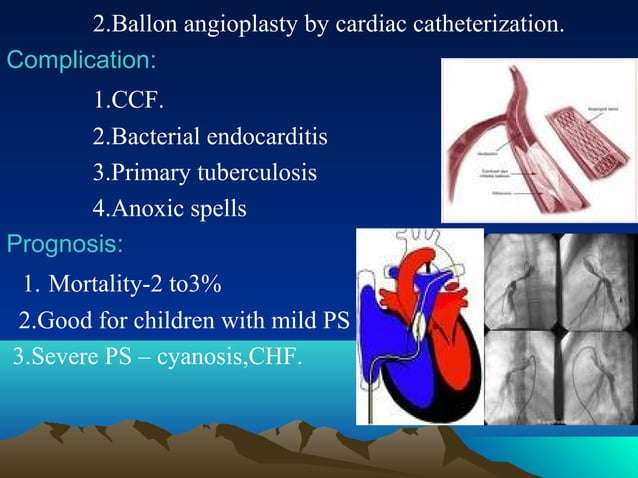 2.Ballon angioplasty by cardiac catheterization.
Complication:
1.CCF.
2.Bacterial endocarditis
3.Primary tuberculosis
4.Anoxic spells
Prognosis:
1. Mortality-2 to3%
2.Good for children with mild PS
3.Severe PS – cyanosis,CHF.